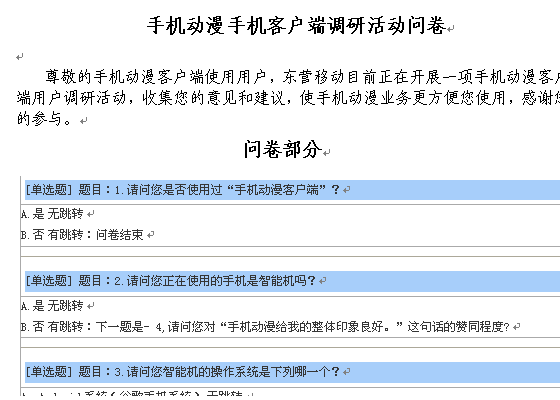 手机动漫手机客户端调研活动问卷
尊敬的手机动漫客户端使用用户，东营移动目前正在开展一项手机动漫客户
端用户调研活动，收集您的意见和建议，使手机动漫业务更方便您使用，感谢您
的参与。
问卷部分
[单选题] 题目：1.请问您是否使用过“手机动漫客户端”？
A.是 无跳转
B.否 有跳转：问卷结束
[单选题] 题目：2.请问您正在使用的手机是智能机吗？
A.是 无跳转
B.否 有跳转：下一题是- 4,请问您对“手机动漫给我的整体印象良好。”这句话的赞同程度?
[单选题] 题目：3.请问您智能机的操作系统是下列哪一个？
A.Android系统（谷歌手机系统） 无跳转